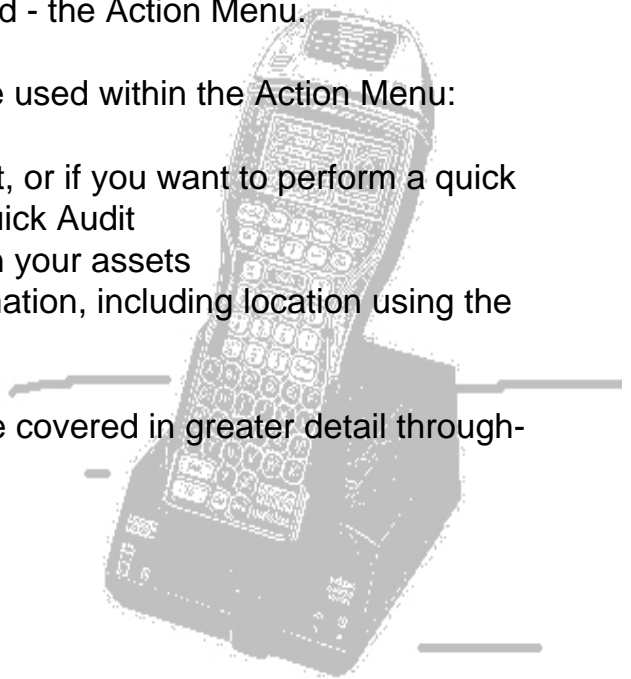 d - the Action Menu.
e used within the Action Menu:
t, or if you want to perform a quick
uick Audit
n your assets
nation, including location using the
e covered in greater detail through-